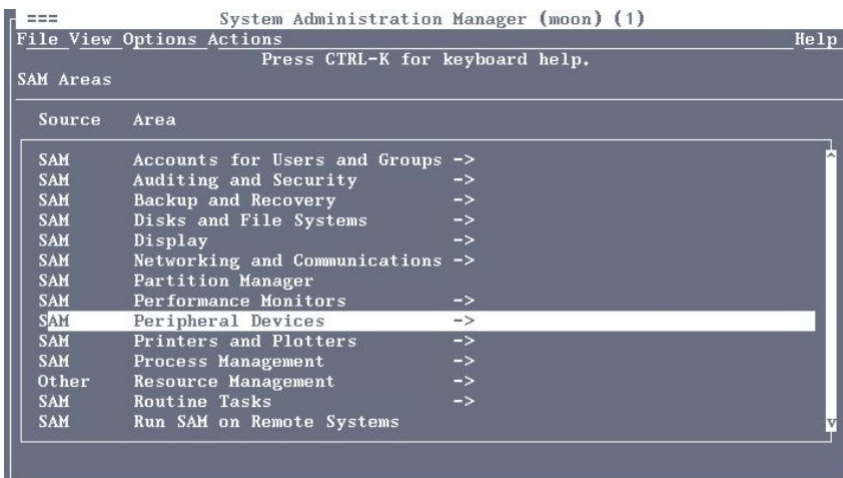 === System Administration Manager (moon) (1)
File View Options Actions Help
Press CTRL-K for keyboard help.
SAM Areas
Source Area
SAM Accounts for Users and Groups ->
SAM Auditing and Security ->
SAM Backup and Recovery ->
SAM Disks and File Systems ->
SAM Display ->
SAM Networking and Communications ->
SAM Partition Manager
SAM Performance Monitors ->
SAM Peripheral Devices ->
SAM Printers and Plotters ->
SAM Process Management ->
Other Resource Management ->
SAM Routine Tasks ->
SAM Run SAM on Remote Systems